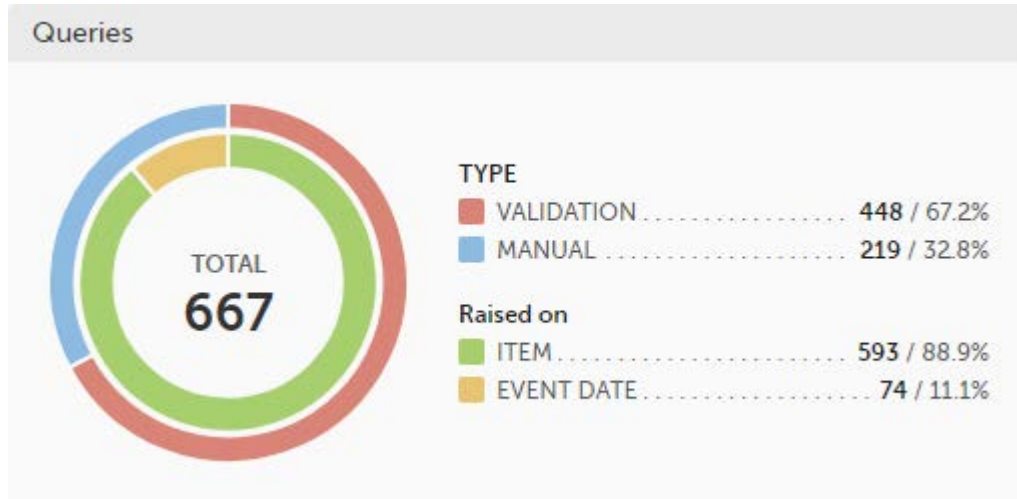 Queries
TOTAL
667
TYPE
VALIDATION . . . . . . . . . . . . . . . . . 448 / 67.2%
MANUAL . . . . . . . . . . . . . . . . . . . . 219 / 32.8%
Raised on
ITEM . . . . . . . . . . . . . . . . . . . . . . . . 593 / 88.9%
EVENT DATE . . . . . . . . . . . . . . . . . . . 74 / 11.1%